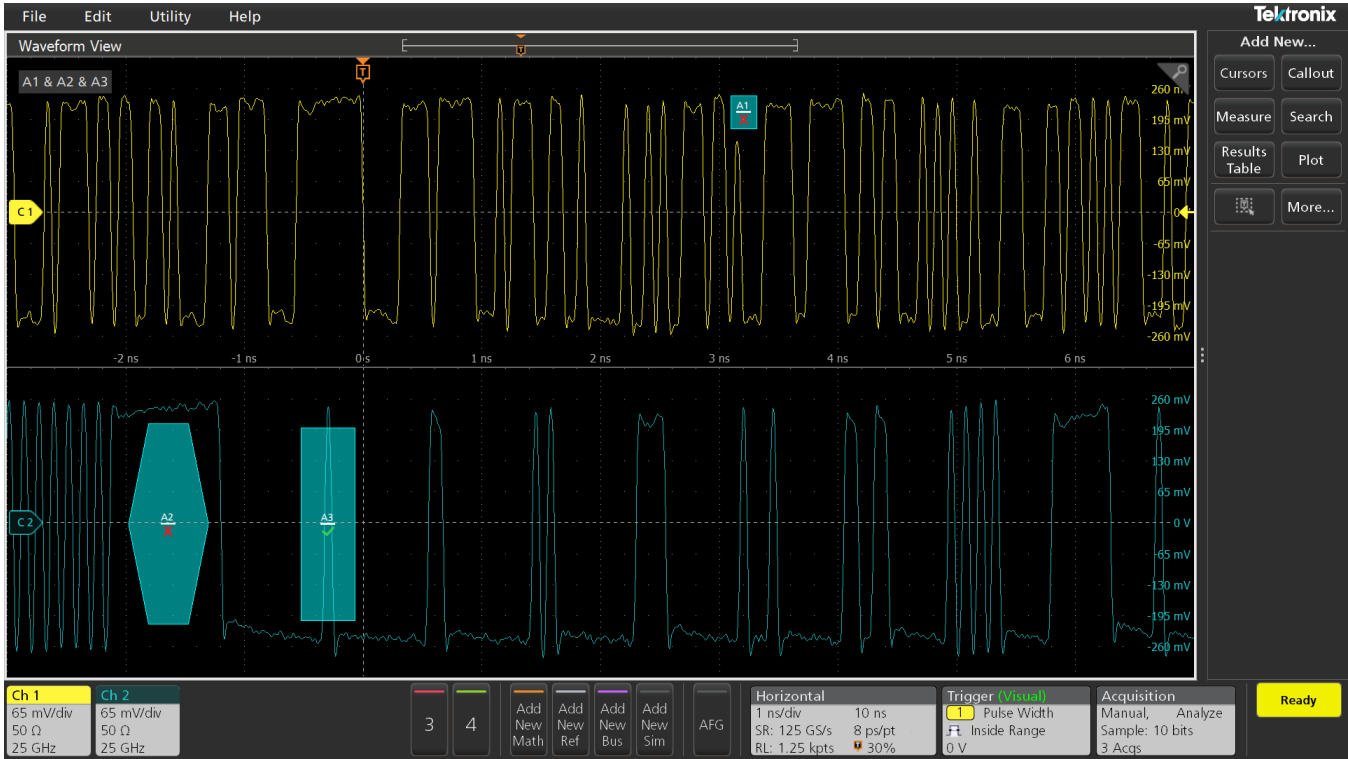 File Edit Utility Help
Tektronix
Waveform View
T
Add New...
A1 & A2 & A3
T
Cursors Callout
Measure Search
Results Table Plot
More...
A1
195 mV
130 mV
65 mV
C 1
-65 mV
-130 mV
-195 mV
-260 mV
-2 ns -1 ns 0 s 1 ns 2 ns 3 ns 4 ns 5 ns 6 ns
260 mV
195 mV
130 mV
65 mV
C 2
A2
A3
0 V
-65 mV
-130 mV
-195 mV
-260 mV
Ch 1
65 mV/div
50 Ω
25 GHz
Ch 2
65 mV/div
50 Ω
25 GHz
3
4
Add New Math
Add New Ref
Add New Bus
Add New Sim
AFG
Horizontal
1 ns/div 10 ns
SR: 125 GS/s 8 ps/pt
RL: 1.25 kpts T 30%
Trigger (Visual)
1 Pulse Width
Inside Range
0 V
Acquisition
Manual, Analyze
Sample: 10 bits
3 Acqs
Ready